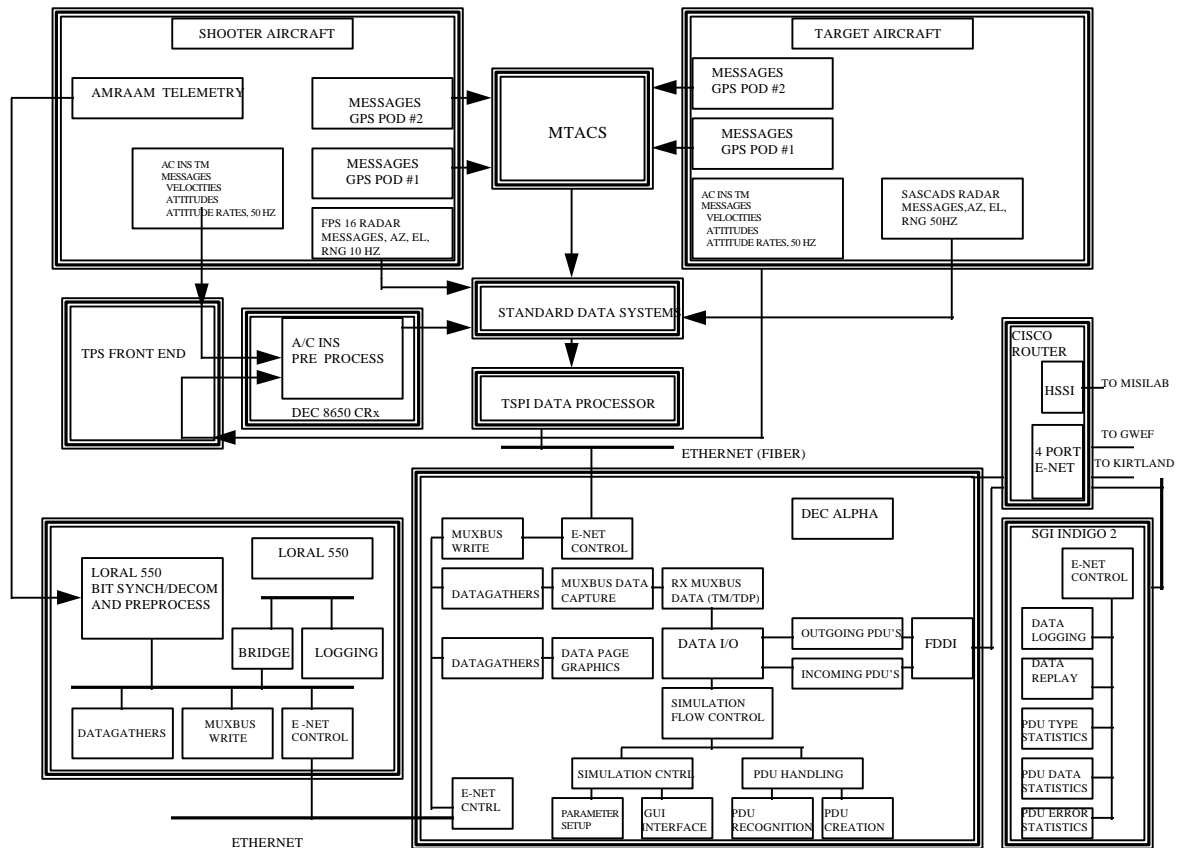 SHOOTER AIRCRAFT
AMRAAM TELEMETRY
MESSAGES
GPS POD #2
AC INS TM
MESSAGES
VELOCITIES
ATTITUDES
ATTITUDE RATES, 50 HZ
MESSAGES
GPS POD #1
FPS 16 RADAR
MESSAGES, AZ, EL,
RNG 10 HZ
MTACS
TARGET AIRCRAFT
MESSAGES
GPS POD #2
MESSAGES
GPS POD #1
AC INS TM
MESSAGES
VELOCITIES
ATTITUDES
ATTITUDE RATES, 50 HZ
SASCADS RADAR
MESSAGES,AZ, EL,
RNG 50HZ
TPS FRONT END
A/C INS
PRE PROCESS
DEC 8650 CRx
STANDARD DATA SYSTEMS
TSPI DATA PROCESSOR
ETHERNET (FIBER)
CISCO
ROUTER
HSSI
TO MISILAB
4 PORT
E-NET
TO GWEF
TO KIRTLAND
LORAL 550
LORAL 550
BIT SYNCH/DECOM
AND PREPROCESS
BRIDGE
LOGGING
DATAGATHERS
MUXBUS
WRITE
E -NET
CONTROL
ETHERNET
DEC ALPHA
MUXBUS
WRITE
E-NET
CONTROL
DATAGATHERS
MUXBUS DATA
CAPTURE
RX MUXBUS
DATA (TM/TDP)
DATAGATHERS
DATA PAGE
GRAPHICS
DATA I/O
OUTGOING PDU'S
INCOMING PDU'S
FDDI
SIMULATION
FLOW CONTROL
SIMULATION CNTRL
PDU HANDLING
E-NET
CNTRL
PARAMETER
SETUP
GUI
INTERFACE
PDU
RECOGNITION
PDU
CREATION
SGI INDIGO 2
E-NET
CONTROL
DATA
LOGGING
DATA
REPLAY
PDU TYPE
STATISTICS
PDU DATA
STATISTICS
PDU ERROR
STATISTICS